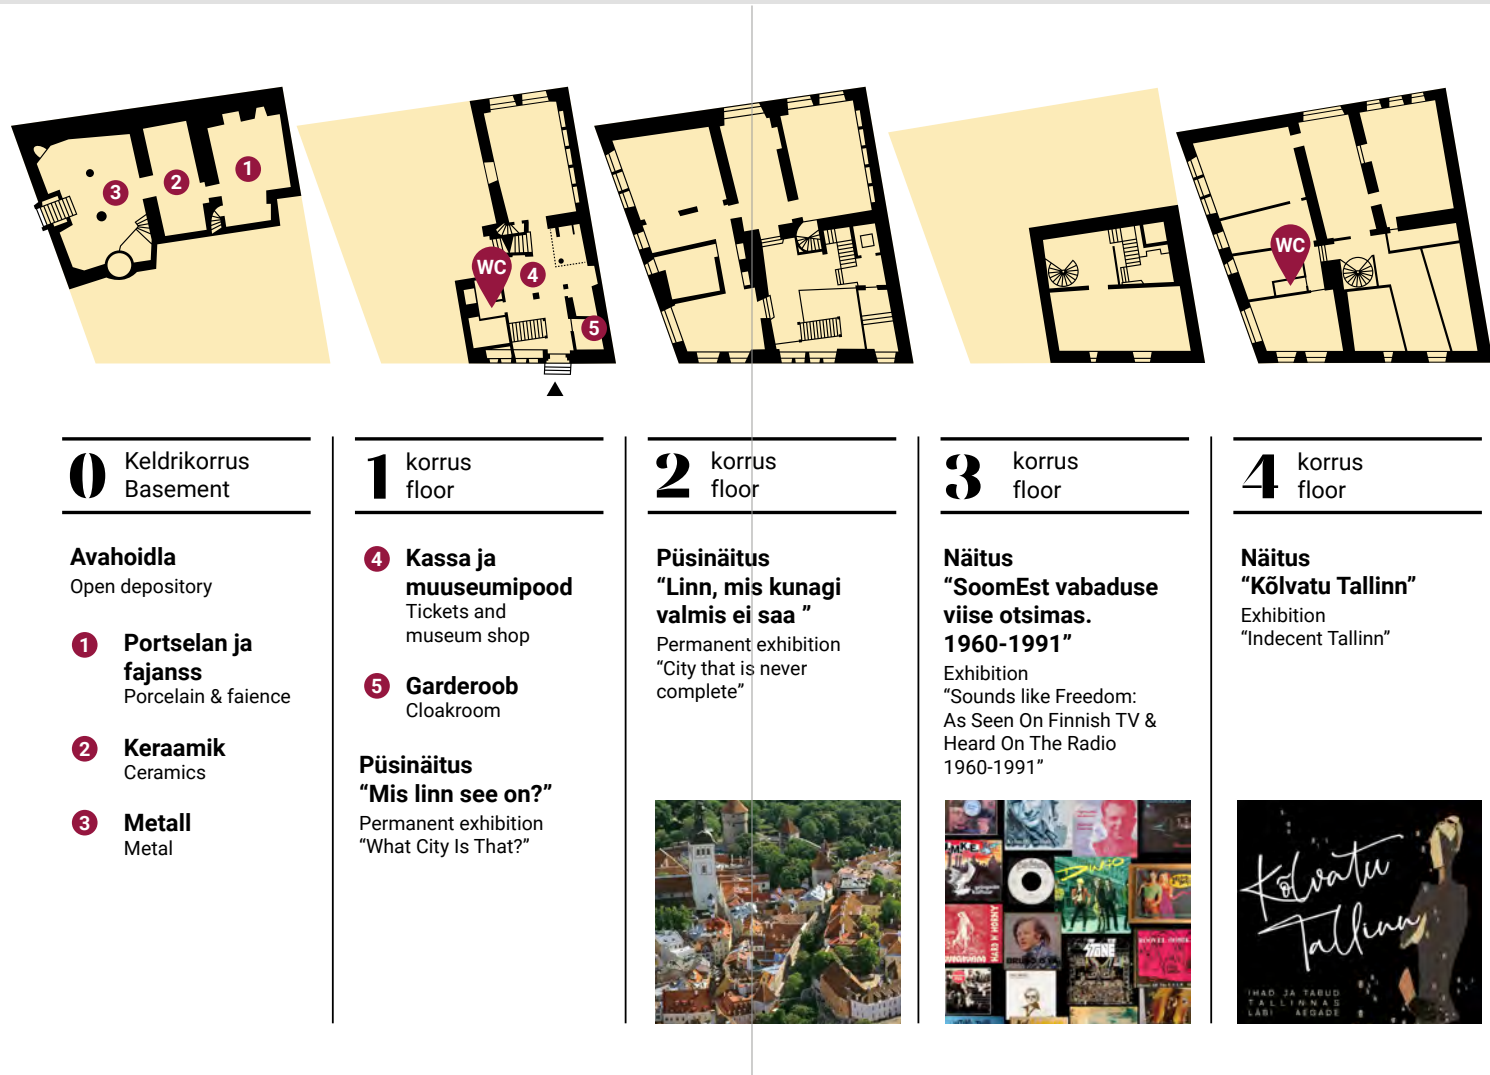 1
2
3
WC
4
5
WC
0 Keldrikorrus
Basement
Avahoidla
Open depository
1 Portselan ja
fajanss
Porcelain & faience
2 Keraamik
Ceramics
3 Metall
Metal
1 korrus
floor
4 Kassa ja
muuseumipood
Tickets and
museum shop
5 Garderoob
Cloakroom
Püsinäitus
“Mis linn see on?”
Permanent exhibition
“What City Is That?”
2 korrus
floor
Püsinäitus
“Linn, mis kunagi
valmis ei saa ”
Permanent exhibition
“City that is never
complete”
3 korrus
floor
Näitus
“SoomEst vabaduse
viise otsimas.
1960-1991”
Exhibition
“Sounds like Freedom:
As Seen On Finnish TV &
Heard On The Radio
1960-1991”
DINGO
HARD N HORNY
STONE
4 korrus
floor
Näitus
“Kõlvatu Tallinn”
Exhibition
“Indecent Tallinn”
Kõlvatu
Tallinn
IHAD JA TABUD
TALLINNAS
LÄBI AEGADE